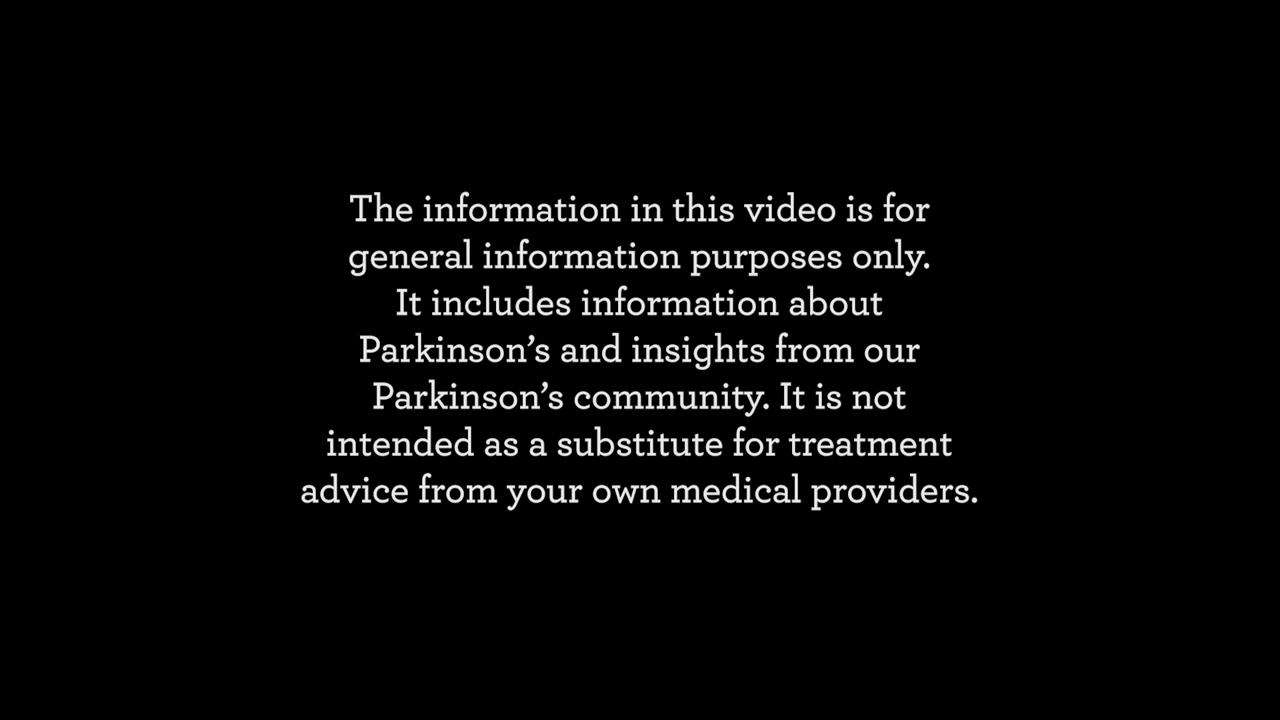 The information in this video is for
general information purposes only.
It includes information about
Parkinson’s and insights from our
Parkinson’s community. It is not
intended as a substitute for treatment
advice from your own medical providers.